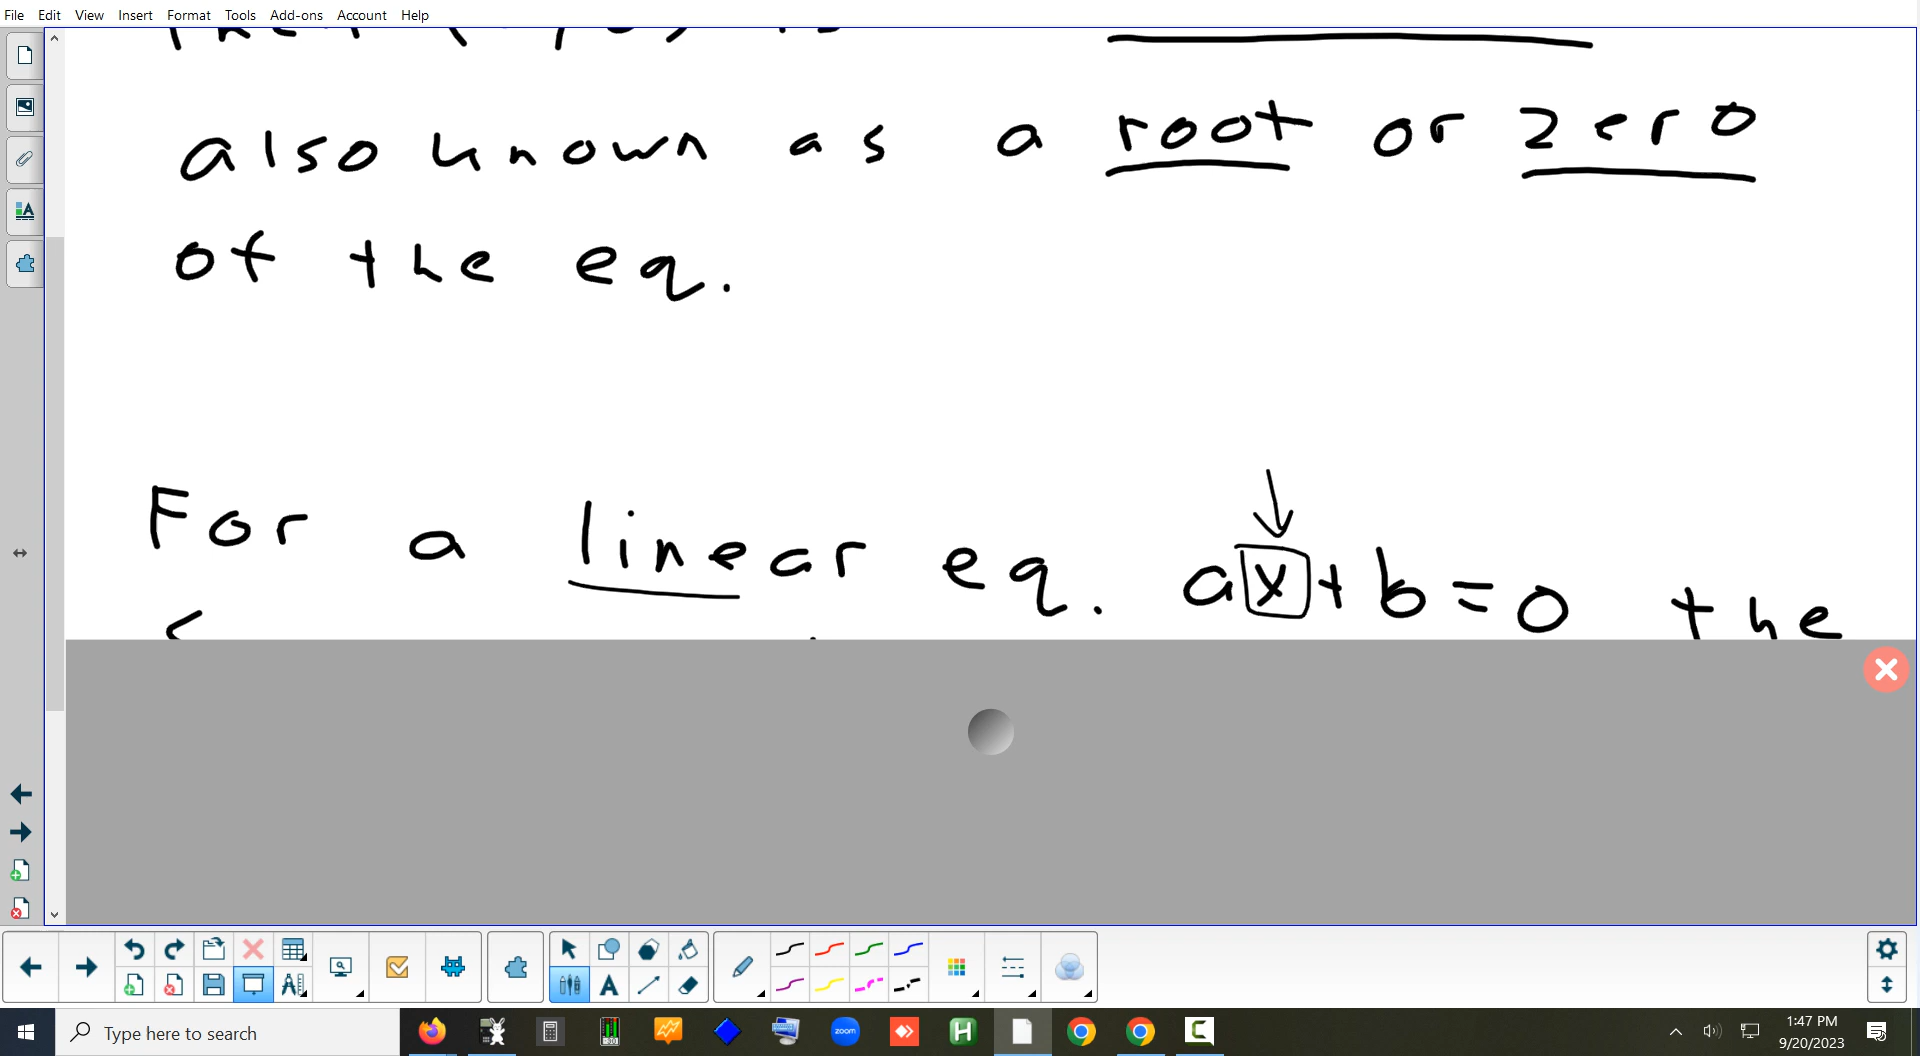 File Edit View Insert Format Tools Add-ons Account Help
also known as a root or zero
of the eq.
For a linear eq. ax+b=0 the
A
A
zoom
H
C
Type here to search
1:47 PM
9/20/2023